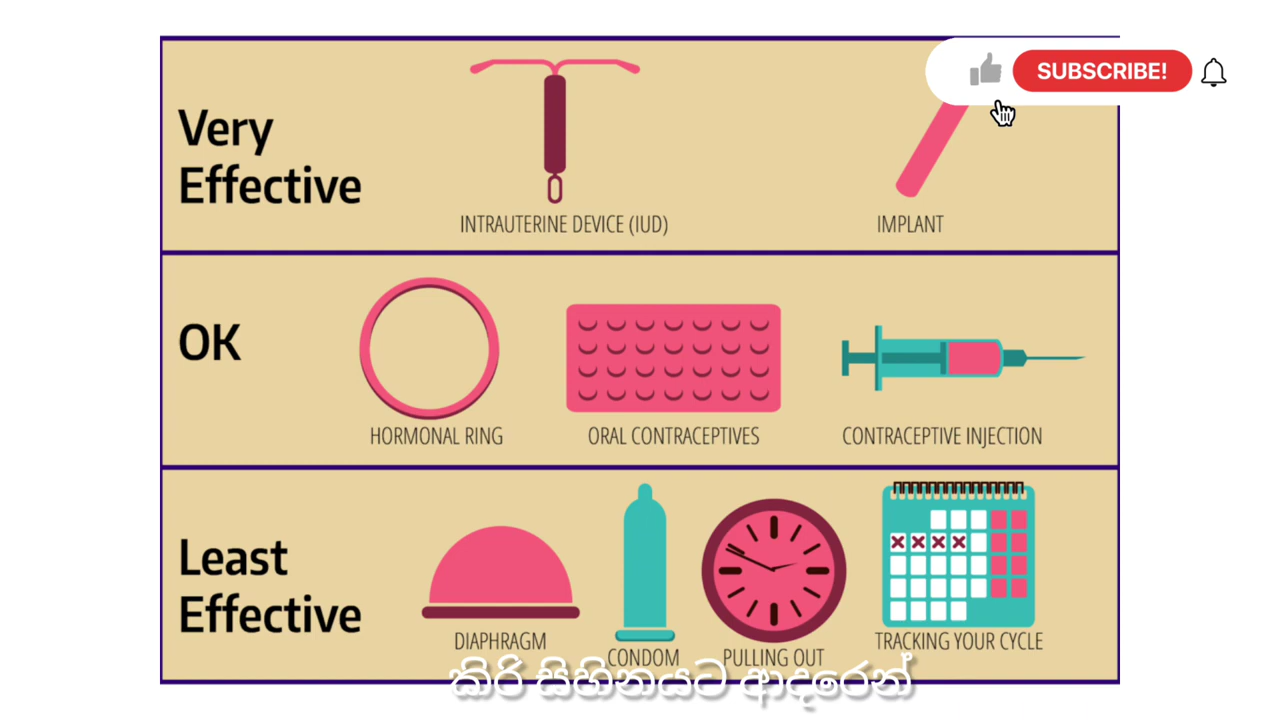 SUBSCRIBE!
Very
Effective
INTRAUTERINE DEVICE (IUD)
IMPLANT
OK
HORMONAL RING
ORAL CONTRACEPTIVES
CONTRACEPTIVE INJECTION
Least
Effective
DIAPHRAGM
CONDOM
PULLING OUT
TRACKING YOUR CYCLE
කිරි සිහිනයට ආදරෙන්